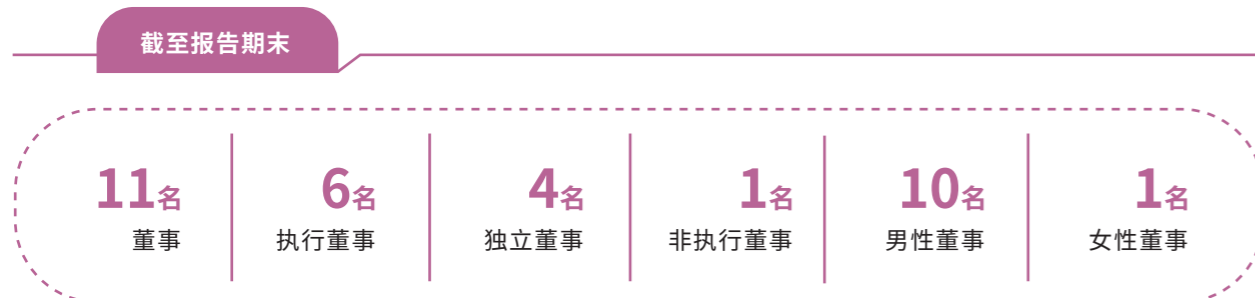 截至报告期末
11名
董事
6名
执行董事
4名
独立董事
1名
非执行董事
10名
男性董事
1名
女性董事